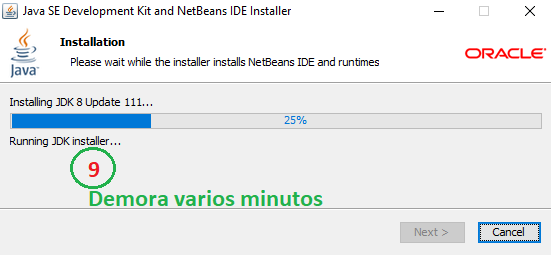 Java SE Development Kit and NetBeans IDE Installer
Installation
Please wait while the installer installs NetBeans IDE and runtimes
Java™
ORACLE®
Installing JDK 8 Update 111...
25%
Running JDK installer...
9
Demora varios minutos
Next >
Cancel